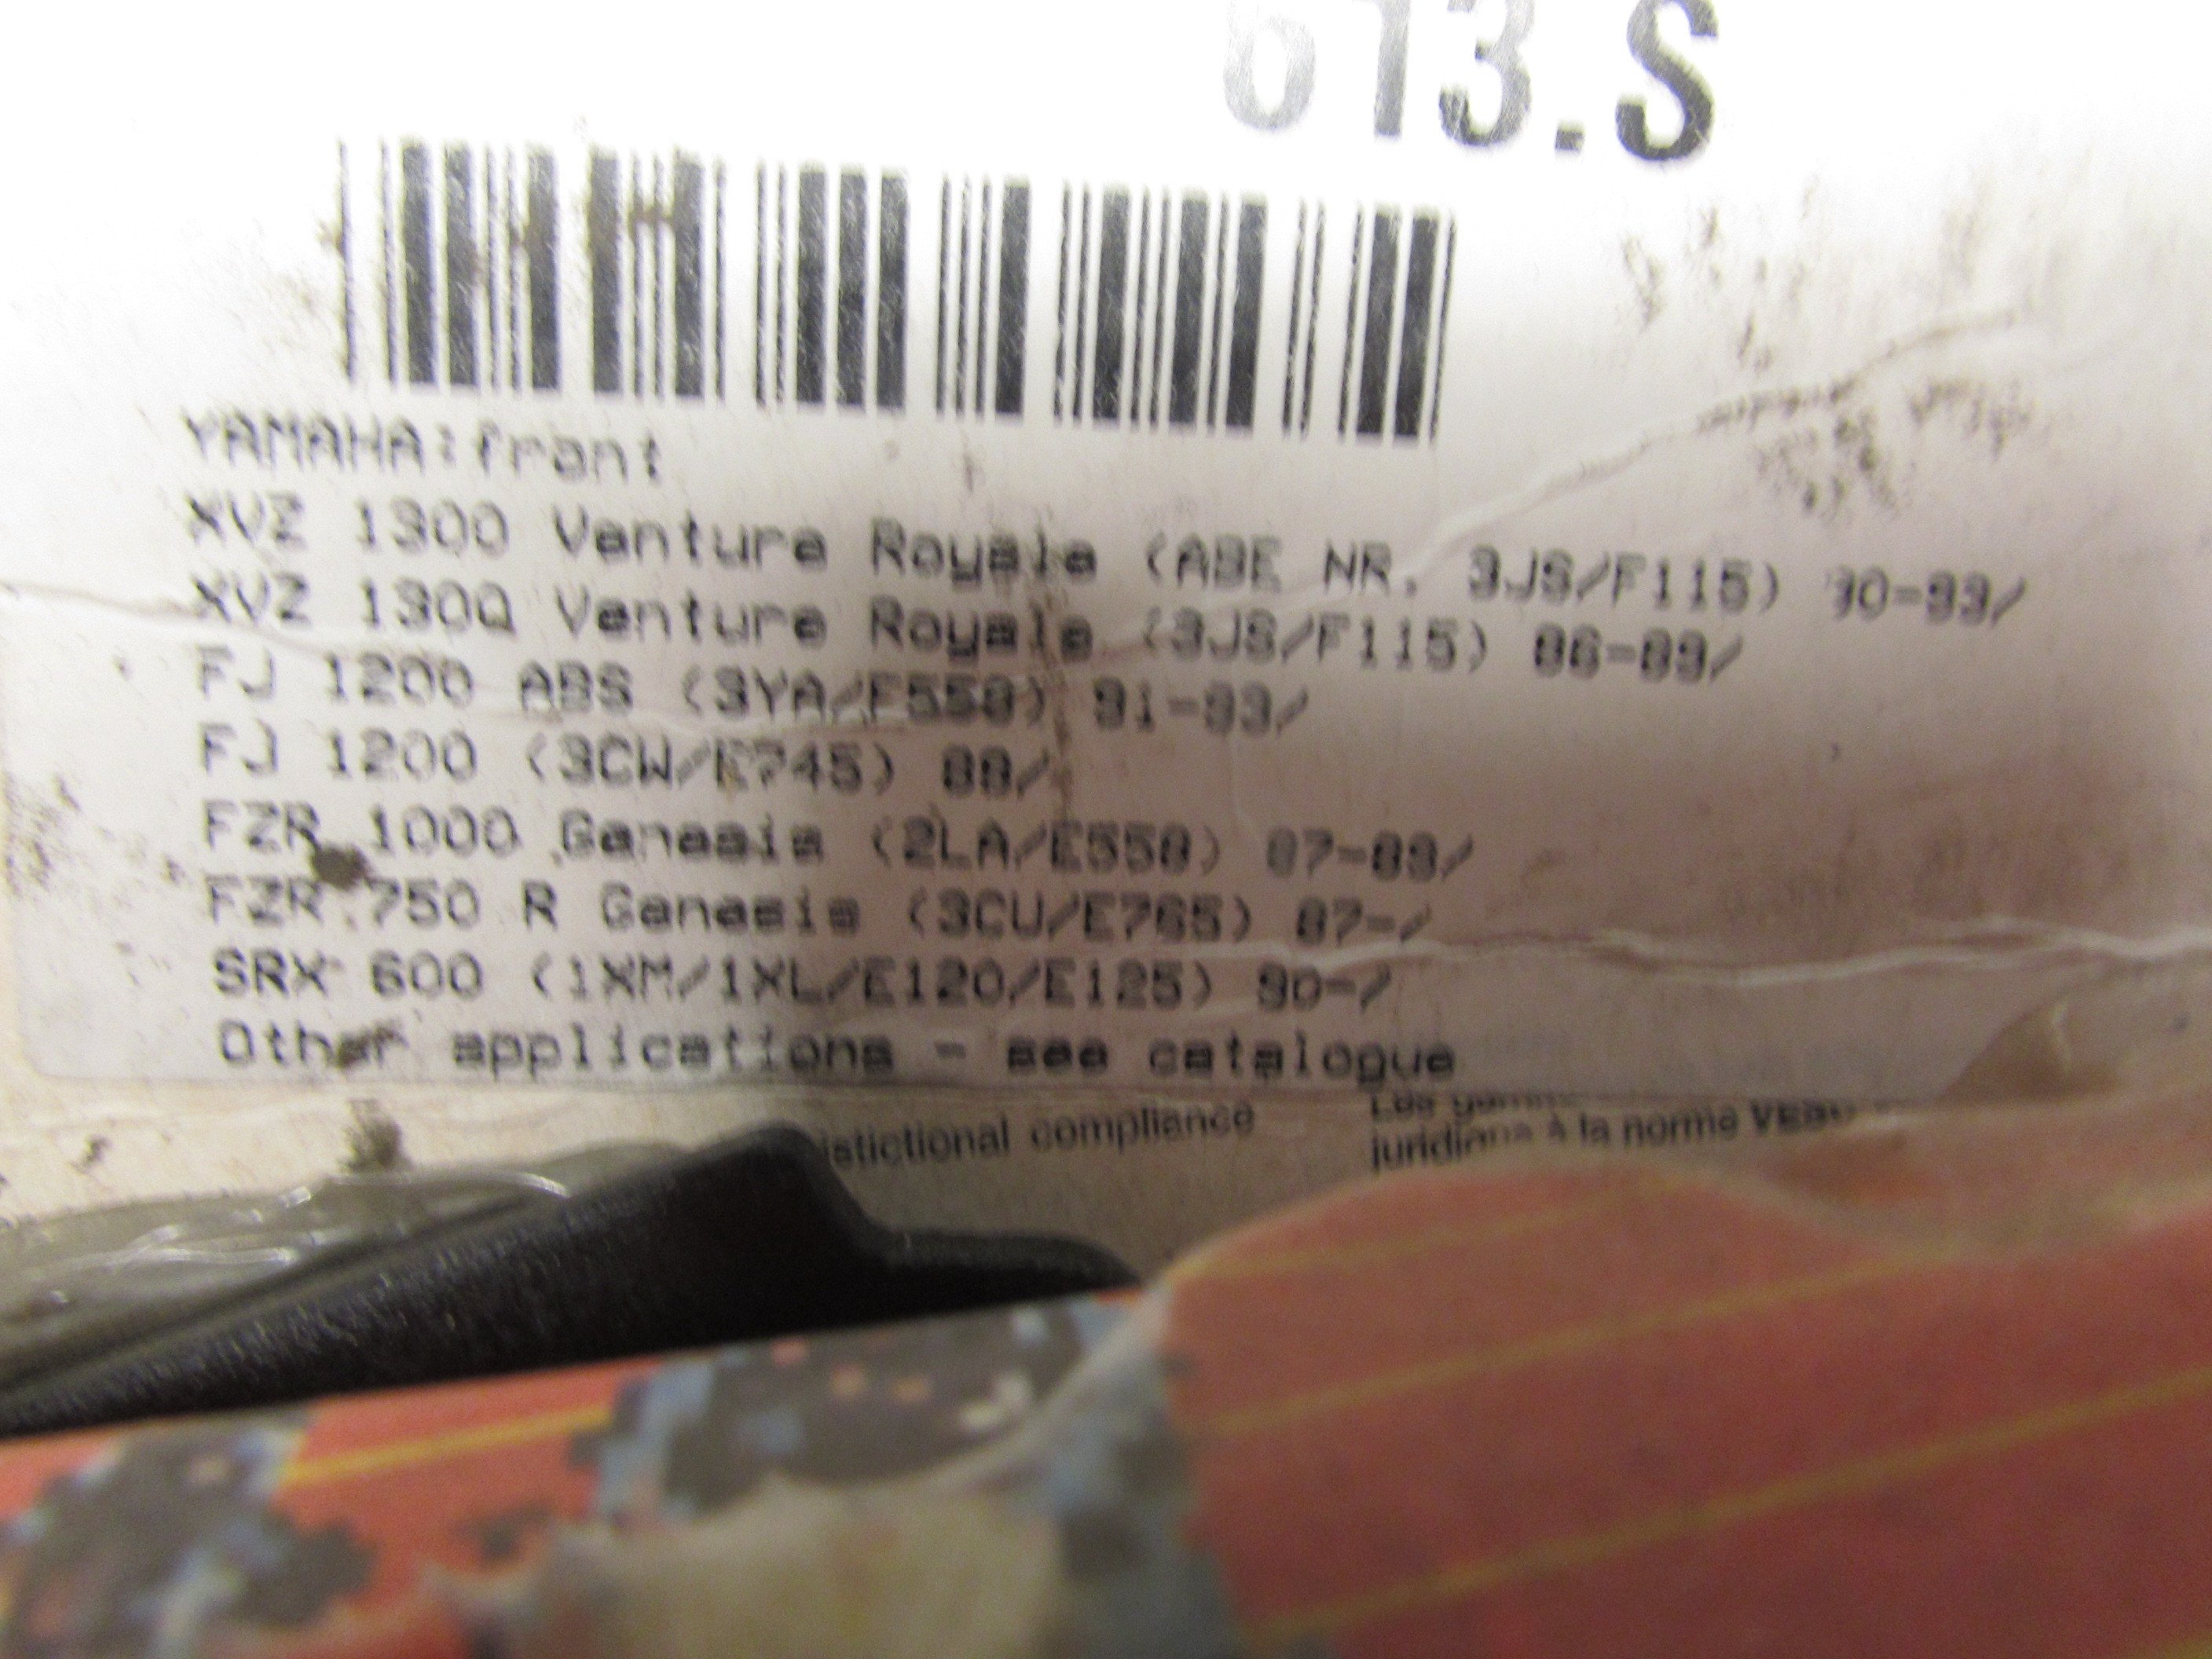 613.S
YAMAHA:front
XVZ 1300 Venture Royale (ABE NR. 3JS/F115) 90-93/
XVZ 1300 Venture Royale (3JS/F115) 86-89/
FJ 1200 ABS (3YA/E550) 91-93/
FJ 1200 (3CW/E745) 88/
FZR 1000 Genesis (2LA/E550) 87-89/
FZR 750 R Genesis (3CU/E765) 87-/
SRX 600 (1XM/1XL/E120/E125) 90-/
Other applications - see catalogue
compliance
à la norme